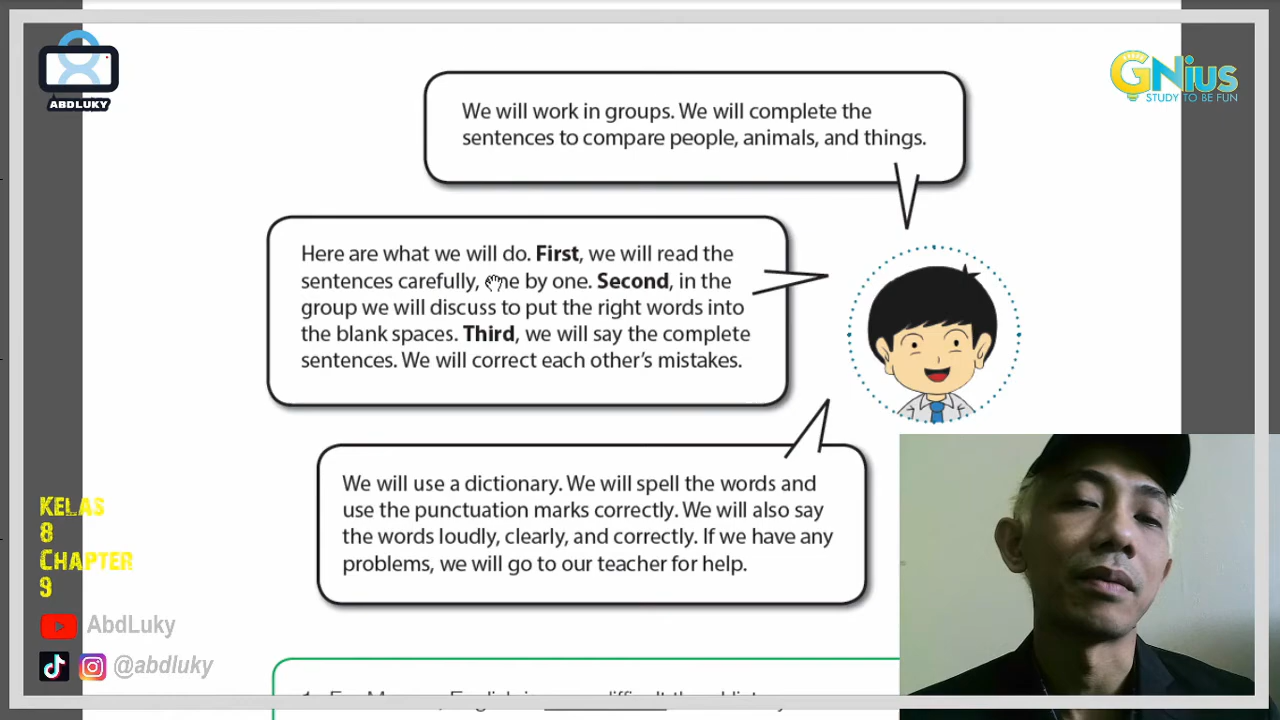 ABDLUKY
GNius
STUDY TO BE FUN
We will work in groups. We will complete the
sentences to compare people, animals, and things.
Here are what we will do. First, we will read the
sentences carefully, one by one. Second, in the
group we will discuss to put the right words into
the blank spaces. Third, we will say the complete
sentences. We will correct each other's mistakes.
We will use a dictionary. We will spell the words and
use the punctuation marks correctly. We will also say
the words loudly, clearly, and correctly. If we have any
problems, we will go to our teacher for help.
KELAS
8
CHAPTER
9
AbdLuky
@abdluky